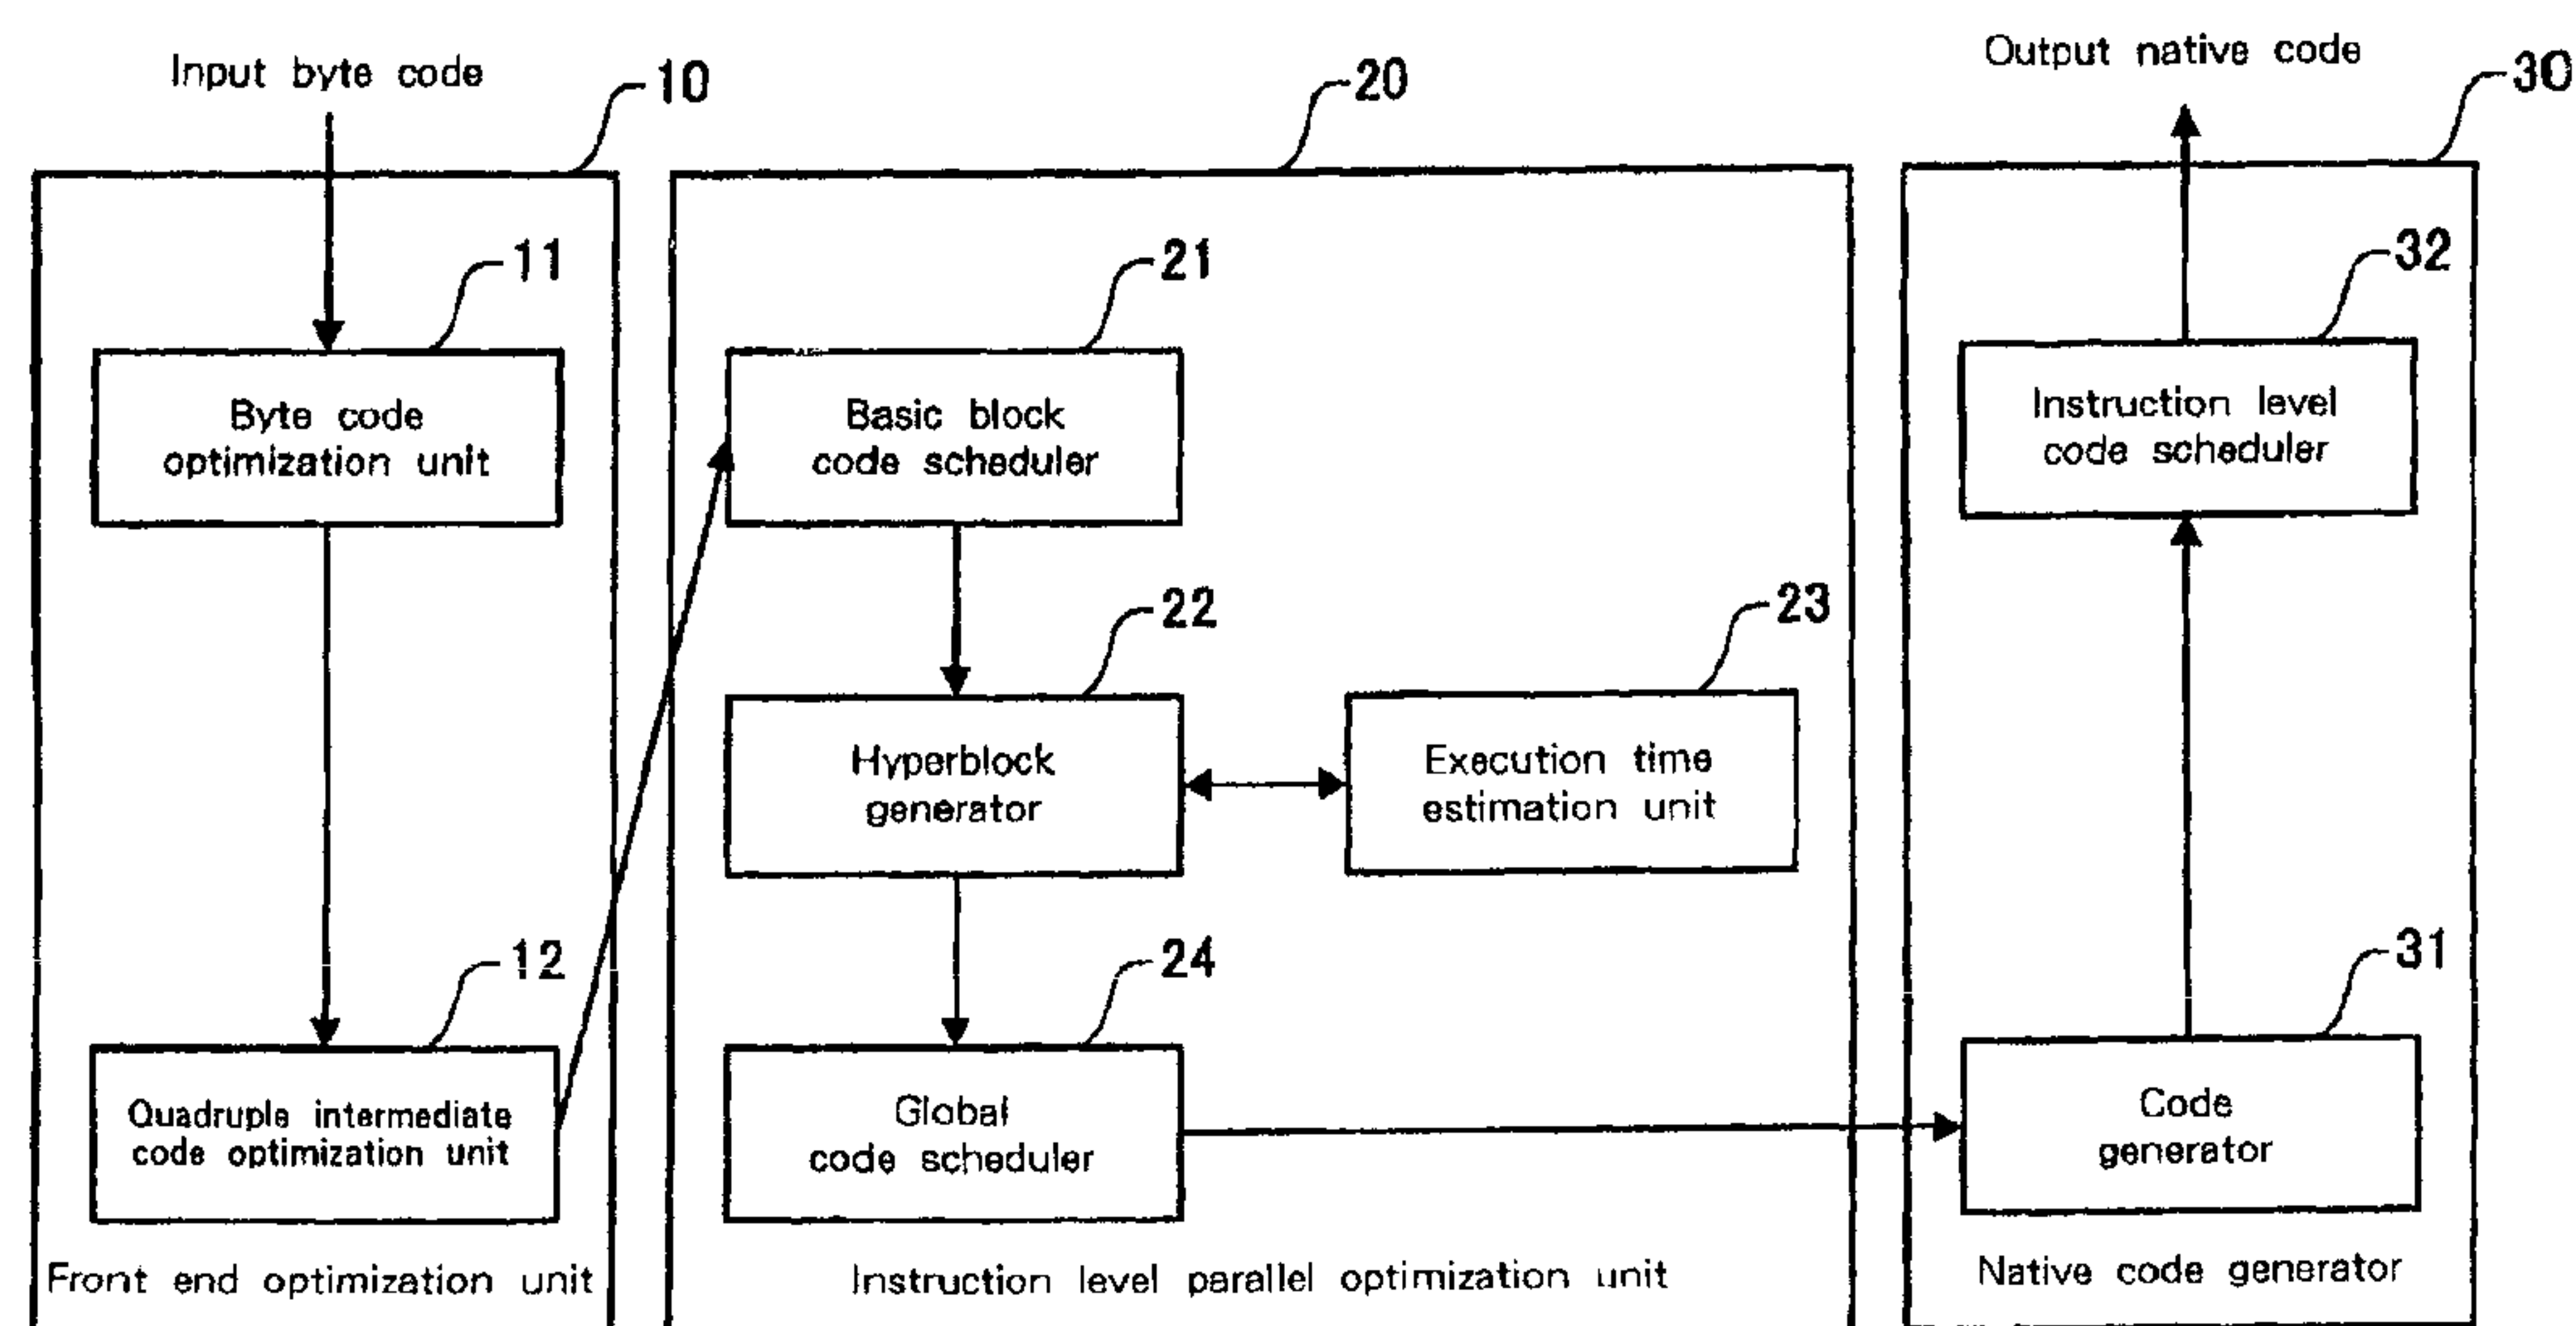 Input byte code
10
11
Byte code
optimization unit
12
Quadruple intermediate
code optimization unit
Front end optimization unit
20
21
Basic block
code scheduler
22
Hyperblock
generator
23
Execution time
estimation unit
24
Global
code scheduler
Instruction level parallel optimization unit
Output native code
30
32
Instruction level
code scheduler
31
Code
generator
Native code generator